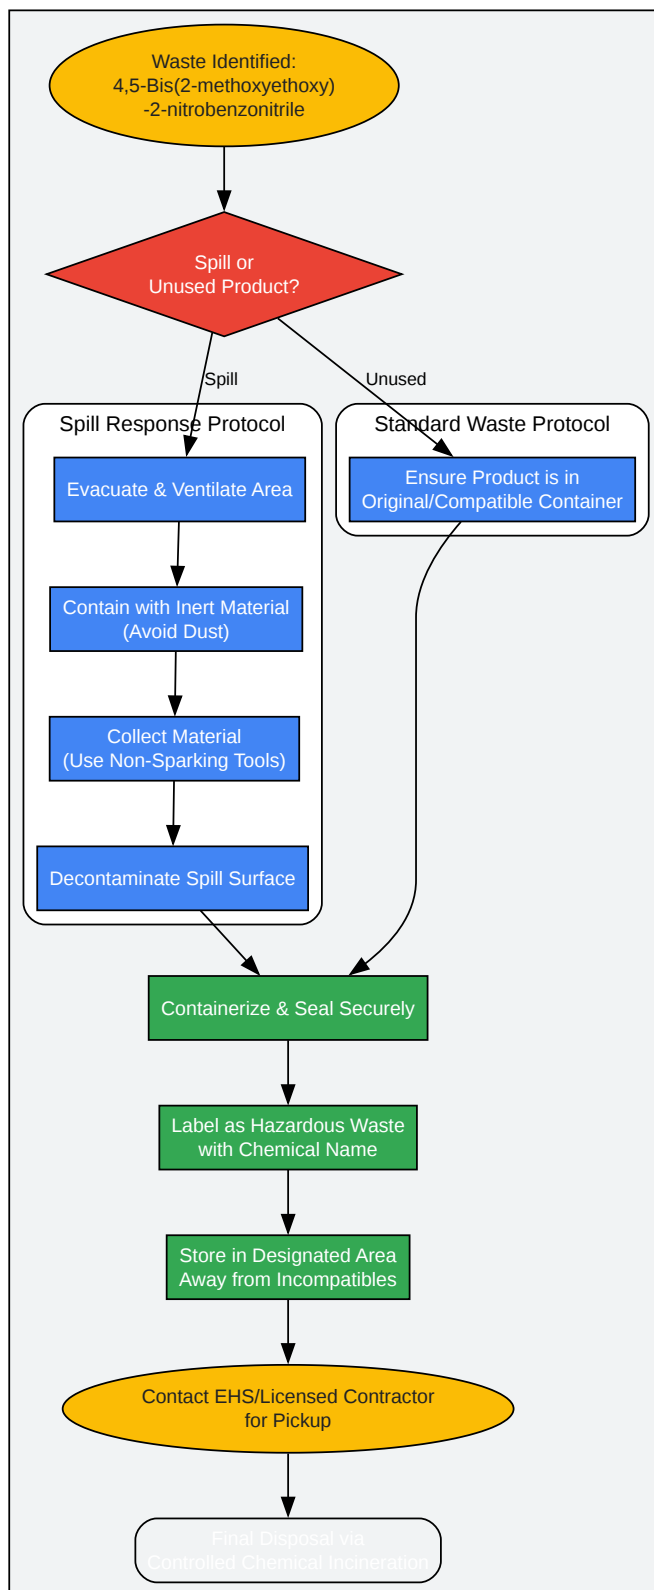 Waste Identified:
4,5-Bis(2-methoxyethoxy)
-2-nitrobenzonitrile
Spill or
Unused Product?
Spill
Unused
Spill Response Protocol
Standard Waste Protocol
Evacuate & Ventilate Area
Ensure Product is in
Original/Compatible Container
Contain with Inert Material
(Avoid Dust)
Collect Material
(Use Non-Sparking Tools)
Decontaminate Spill Surface
Containerize & Seal Securely
Label as Hazardous Waste
with Chemical Name
Store in Designated Area
Away from Incompatibles
Contact EHS/Licensed Contractor
for Pickup
Final Disposal via
Controlled Chemical Incineration